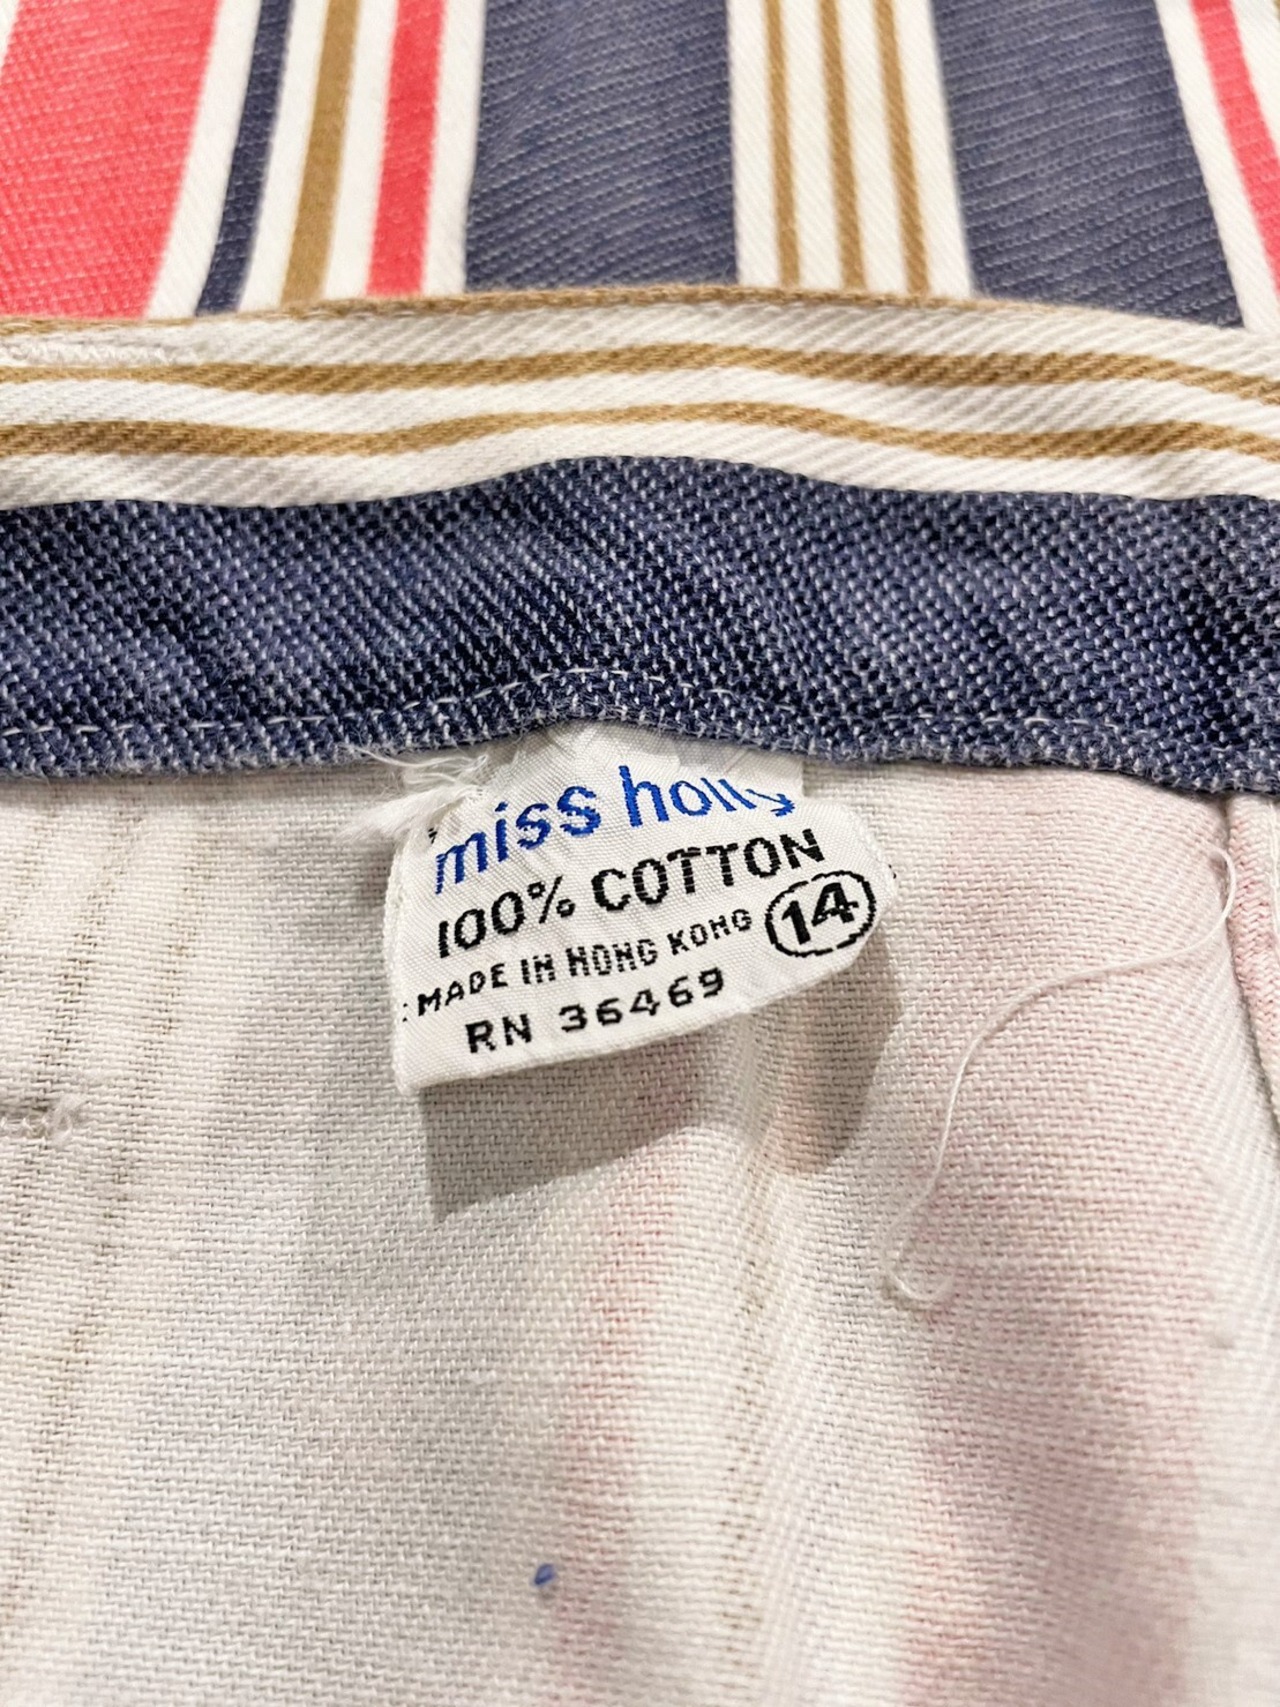 miss holly
100% COTTON
MADE IN HONG KONG 14
RN 36469